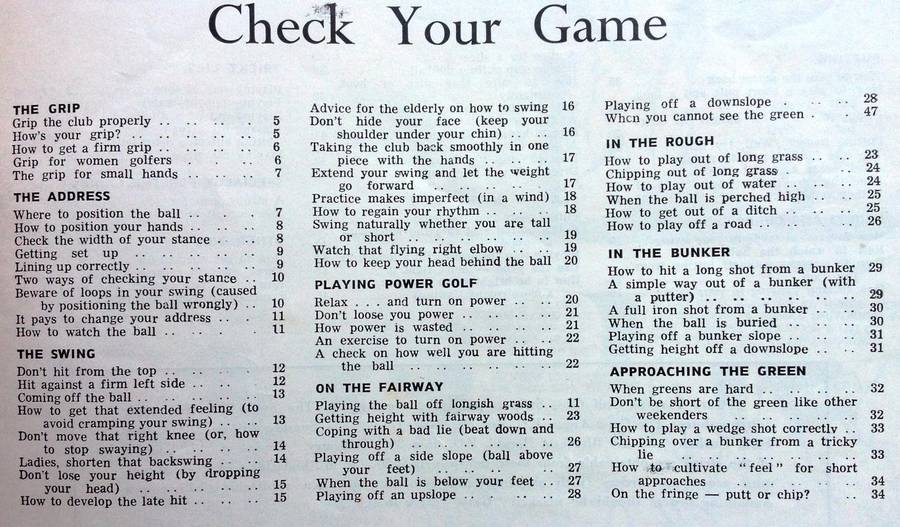 Check Your Game
THE GRIP
Grip the club properly .. .. .. . 5
How's your grip? .. .. .. .. . 5
How to get a firm grip .. .. .. . 6
Grip for women golfers . .. .. . 6
The grip for small hands .. .. .. 7
THE ADDRESS
Where to position the ball .. . . 7
How to position your hands .. . . 8
Check the width of your stance .. . 8
Getting set up .. .. .. .. .. 9
Lining up correctly .. .. .. .. . 9
Two ways of checking your stance .. . 10
Beware of loops in your swing (caused
by positioning the ball wrongly) .. 10
It pays to change your address .. . 11
How to watch the ball .. .. .. . 11
THE SWING
Don't hit from the top .. .. .. . 12
Hit against a firm left side .. .. . 12
Coming off the ball .. .. .. .. . 13
How to get that extended feeling (to
avoid cramping your swing) .. .. 13
Don't move that right knee (or, how
to stop swaying) .. .. .. .. 14
Ladies, shorten that backswing .. . 14
Don't lose your height (by dropping
your head) .. .. .. .. .. 15
How to develop the late hit .. .. . 15
Advice for the elderly on how to swing 16
Don't hide your face (keep your
shoulder under your chin) .. .. 16
Taking the club back smoothly in one
piece with the hands .. .. .. 17
Extend your swing and let the weight
go forward .. .. .. .. .. 17
Practice makes imperfect (in a wind) 18
How to regain your rhythm .. .. . 18
Swing naturally whether you are tall
or short .. .. .. .. .. .. 19
Watch that flying right elbow .. . 19
How to keep your head behind the ball 20
PLAYING POWER GOLF
Relax . . . and turn on power .. .. 20
Don't loose you power .. .. .. .. 21
How power is wasted .. .. .. .. 21
An exercise to turn on power .. .. 22
A check on how well you are hitting
the ball .. .. .. .. .. .. 22
ON THE FAIRWAY
Playing the ball off longish grass .. . 11
Getting height with fairway woods .. 23
Coping with a bad lie (beat down and
through) .. .. .. .. .. .. 26
Playing off a side slope (ball above
your feet) .. .. .. .. .. 27
When the ball is below your feet .. 27
Playing off an upslope .. .. .. .. 28
Playing off a downslope . . .. .. 28
When you cannot see the green . . . 47
IN THE ROUGH
How to play out of long grass .. .. 23
Chipping out of long grass . .. .. 24
How to play out of water .. .. .. 24
When the ball is perched high .. .. 25
How to get out of a ditch .. .. .. 25
How to play off a road .. .. .. .. 26
IN THE BUNKER
How to hit a long shot from a bunker 29
A simple way out of a bunker (with
a putter) .. .. .. .. .. .. 29
A full iron shot from a bunker .. .. 30
When the ball is buried .. .. .. 30
Playing off a bunker slope .. .. .. 31
Getting height off a downslope .. .. 31
APPROACHING THE GREEN
When greens are hard .. .. .. .. 32
Don't be short of the green like other
weekenders .. .. .. .. .. 32
How to play a wedge shot correctly .. 33
Chipping over a bunker from a tricky
lie .. .. .. .. .. .. .. 33
How to cultivate "feel" for short
approaches .. .. .. .. .. 34
On the fringe — putt or chip? .. .. 34